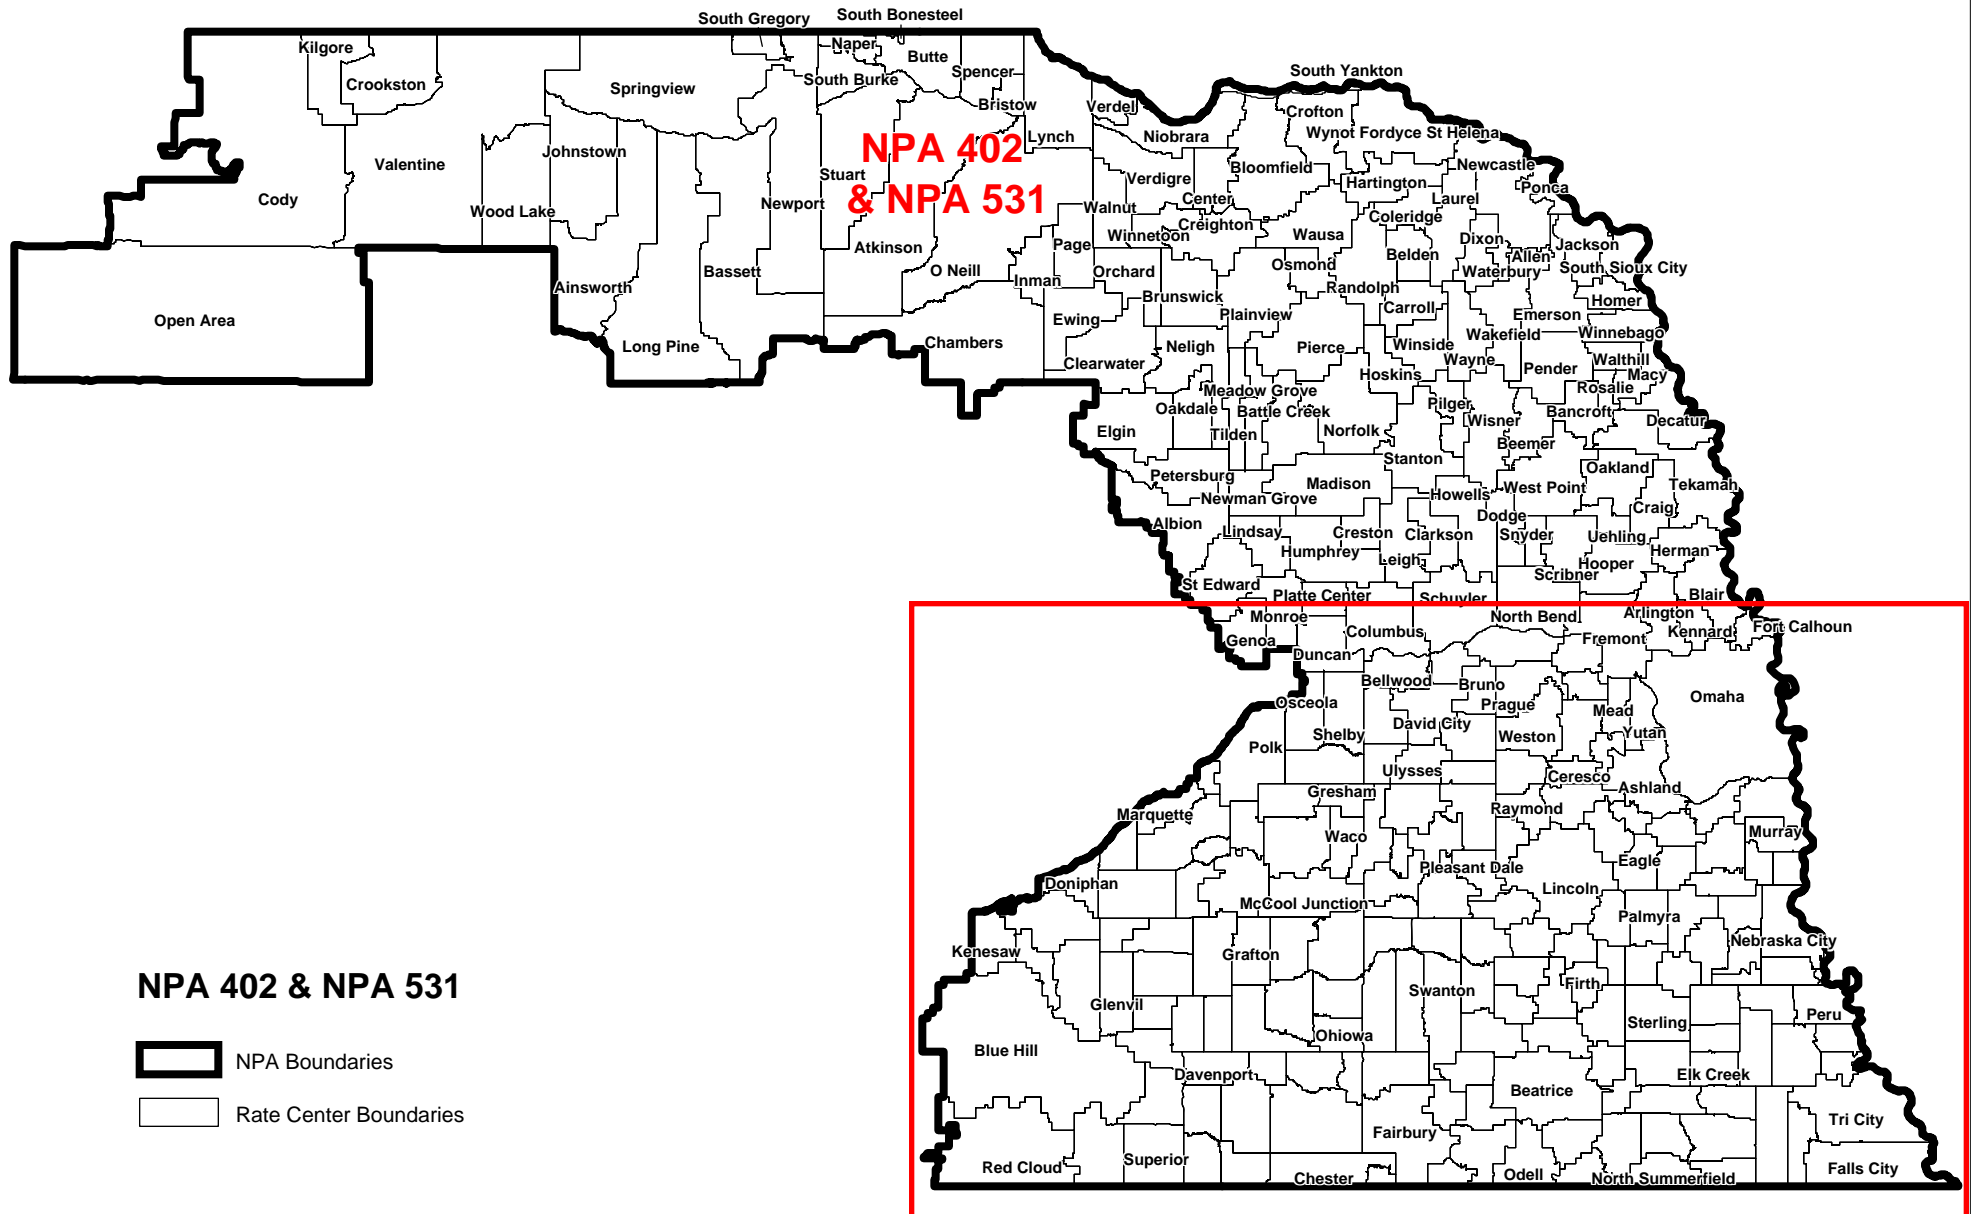 South Gregory
South Bonesteel
Kilgore
Naper
Butte
Crookston
Springview
South Burke
Spencer
South Yankton
Bristow
Verdel
Crofton
Lynch
Niobrara
Wynot Fordyce St Helena
NPA 402
& NPA 531
Johnstown
Valentine
Stuart
Verdigre
Bloomfield
Newcastle
Hartington
Ponca
Cody
Wood Lake
Newport
Walnut
Center
Laurel
Creighton
Coleridge
Winnetoon
Wausa
Dixon
Atkinson
Page
Allen
Jackson
Belden
Bassett
O Neill
Inman
Orchard
Osmond
Waterbury
South Sioux City
Ainsworth
Brunswick
Randolph
Carroll
Homer
Open Area
Ewing
Plainview
Emerson
Long Pine
Chambers
Neligh
Pierce
Winside
Wakefield
Winnebago
Clearwater
Wayne
Walthill
Hoskins
Pender
Macy
Meadow Grove
Rosalie
Oakdale
Battle Creek
Pilger
Bancroft
Elgin
Tilden
Norfolk
Wisner
Decatur
Beemer
Petersburg
Stanton
Oakland
Madison
West Point
Tekamah
Newman Grove
Howells
Craig
Albion
Dodge
Lindsay
Creston
Clarkson
Snyder
Uehling
Humphrey
Leigh
Herman
Hooper
St Edward
Scribner
Platte Center
Schuyler
Blair
Monroe
North Bend
Arlington
Genoa
Columbus
Fremont
Kennard
Fort Calhoun
Duncan
Bellwood
Bruno
Omaha
Osceola
Prague
Mead
David City
Polk
Shelby
Weston
Yutan
Ulysses
Ceresco
Gresham
Ashland
Marquette
Raymond
Waco
Murray
Pleasant Dale
Eagle
Doniphan
Lincoln
McCool Junction
Palmyra
Kenesaw
Grafton
Nebraska City
Glenvil
Swanton
Firth
Ohiowa
Sterling
Peru
Blue Hill
Davenport
Elk Creek
Beatrice
Fairbury
Tri City
Red Cloud
Superior
Chester
Odell
North Summerfield
Falls City
NPA 402 & NPA 531
NPA Boundaries
Rate Center Boundaries